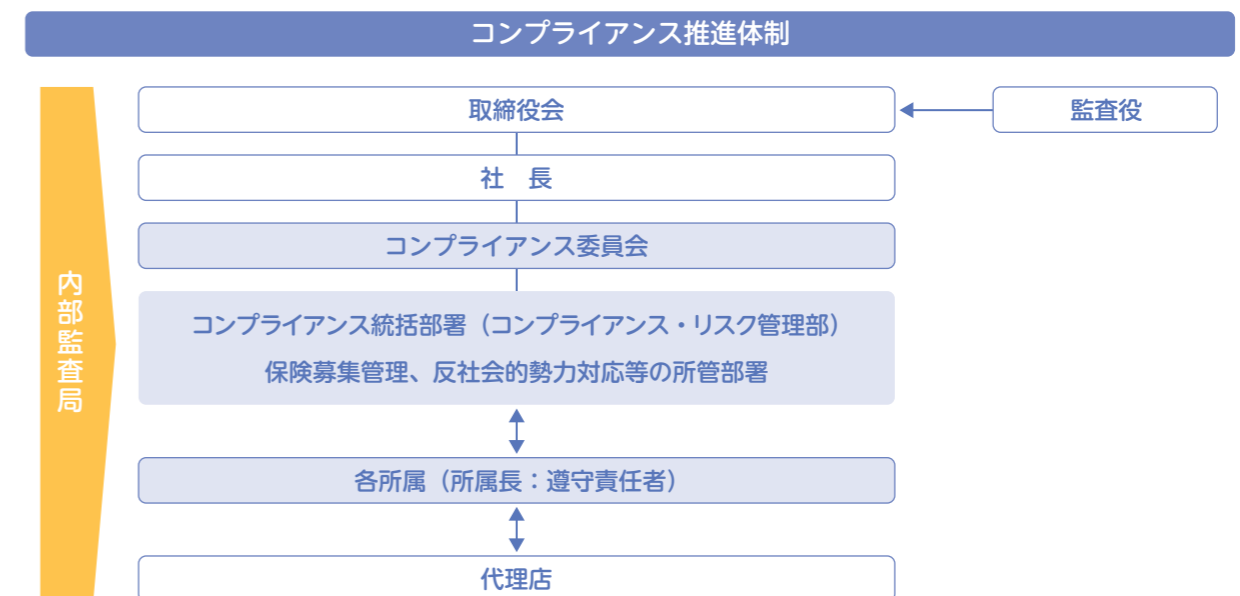 コンプライアンス推進体制
取締役会
監査役
社　長
コンプライアンス委員会
コンプライアンス統括部署（コンプライアンス・リスク管理部）
保険募集管理、反社会的勢力対応等の所管部署
各所属（所属長：遵守責任者）
代理店
内部監査局